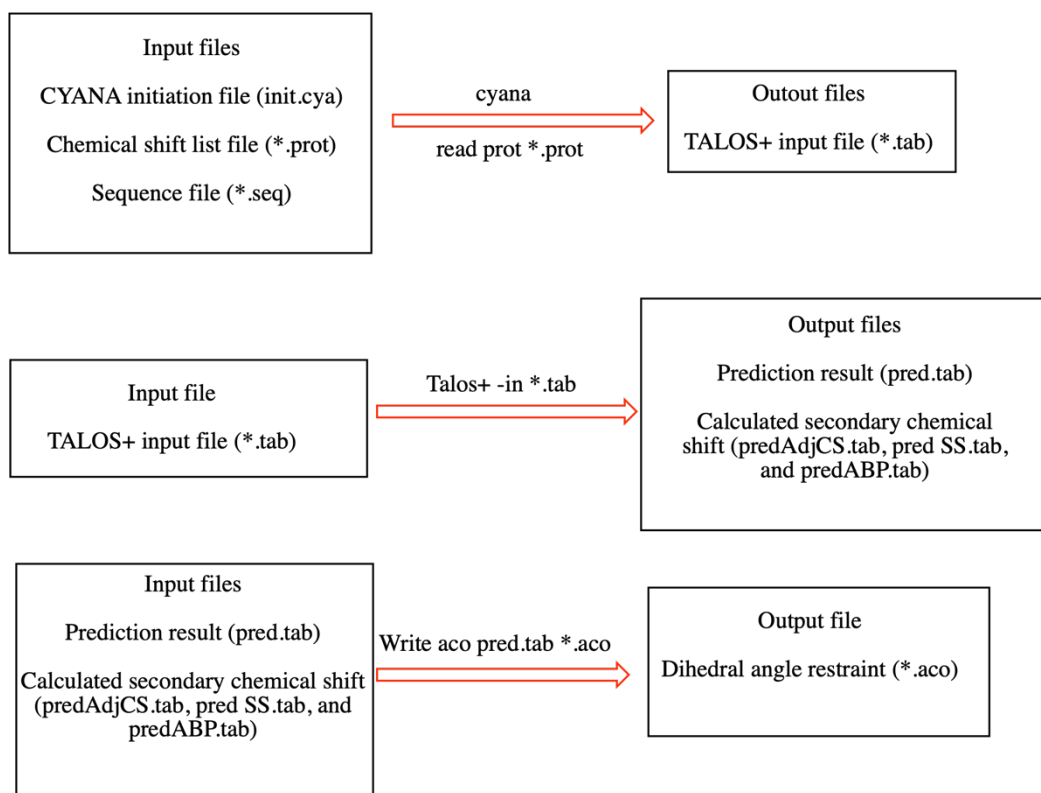 Input files
CYANA initiation file (init.cya)
Chemical shift list file (*.prot)
Sequence file (*.seq)
cyana
read prot *.prot
Outout files
TALOS+ input file (*.tab)
Input file
TALOS+ input file (*.tab)
Talos+ -in *.tab
Output files
Prediction result (pred.tab)
Calculated secondary chemical
shift (predAdjCS.tab, pred SS.tab,
and predABP.tab)
Input files
Prediction result (pred.tab)
Calculated secondary chemical shift
(predAdjCS.tab, pred SS.tab, and
predABP.tab)
Write aco pred.tab *.aco
Output file
Dihedral angle restraint (*.aco)